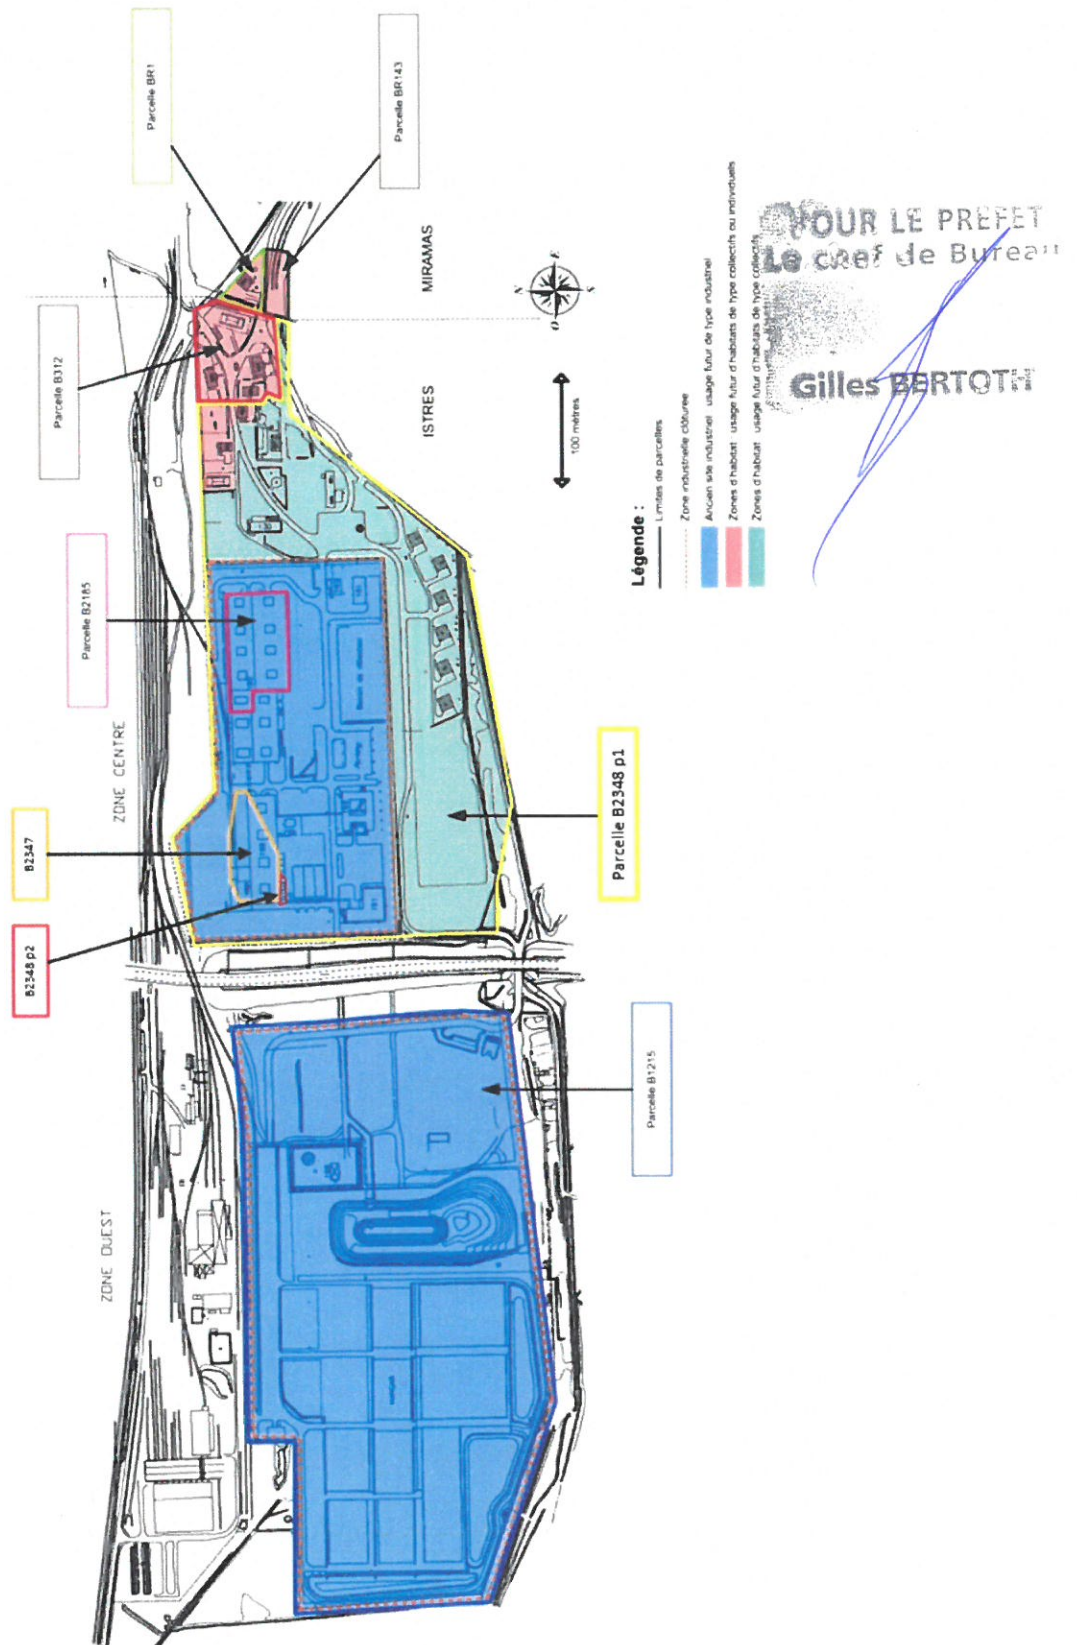 Parcelle BR1
Parcelle BR143
Parcelle B312
Parcelle B2185
B2347
B2348 p2
ZONE CENTRE
ZONE OUEST
MIRAMAS
ISTRES
N
E
S
O
100 mètres
Parcelle B2348 p1
Parcelle B1215
Légende :
Limites de parcelles
Zone industrielle clôturée
Ancien site industriel : usage futur de type industriel
Zones d'habitat : usage futur d'habitats de type collectifs ou individuels
Zones d'habitat : usage futur d'habitats de type collectifs
POUR LE PREFET
Le chef de Bureau
Gilles BERTOTHI